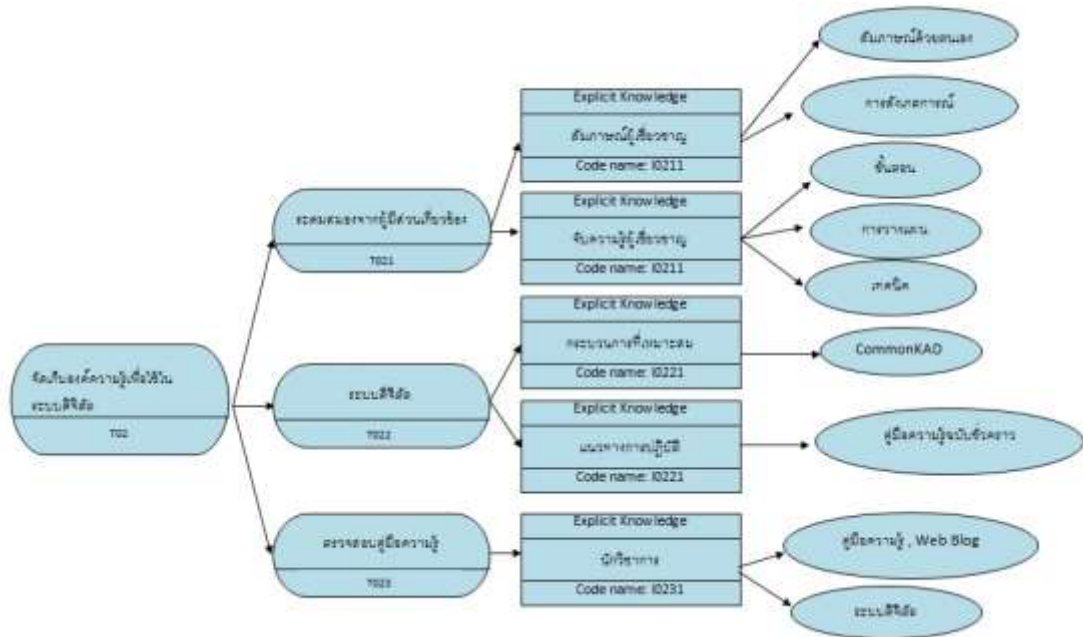 จัดเก็บองค์ความรู้เพื่อใช้ใน
ระบบดิจิตัล
T02
ระดมสมองจากผู้มีส่วนเกี่ยวข้อง
T021
ระบบดิจิตัล
T022
ตรวจสอบคู่มือความรู้
T023
Explicit Knowledge
สัมภาษณ์ผู้เชี่ยวชาญ
Code name: I0211
Explicit Knowledge
จับความรู้ผู้เชี่ยวชาญ
Code name: I0211
Explicit Knowledge
กระบวนการที่เหมาะสม
Code name: I0221
Explicit Knowledge
แนวทางการปฏิบัติ
Code name: I0221
Explicit Knowledge
นักวิชาการ
Code name: I0231
สัมภาษณ์ด้วยตนเอง
การสังเกตการณ์
ขั้นตอน
การวางแผน
เทคนิค
CommonKAD
คู่มือความรู้ฉบับชั่วคราว
คู่มือความรู้ , Web Blog
ระบบดิจิตัล